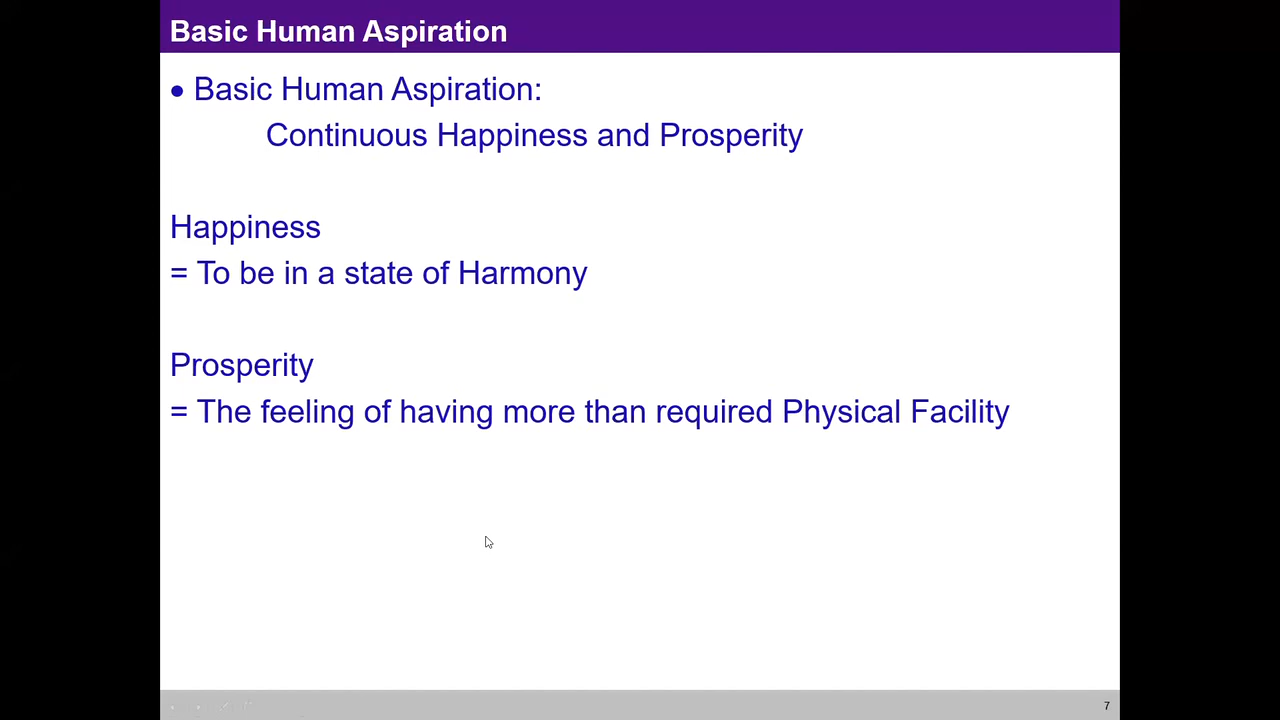 Basic Human Aspiration
• Basic Human Aspiration:
Continuous Happiness and Prosperity
Happiness
= To be in a state of Harmony
Prosperity
= The feeling of having more than required Physical Facility
7